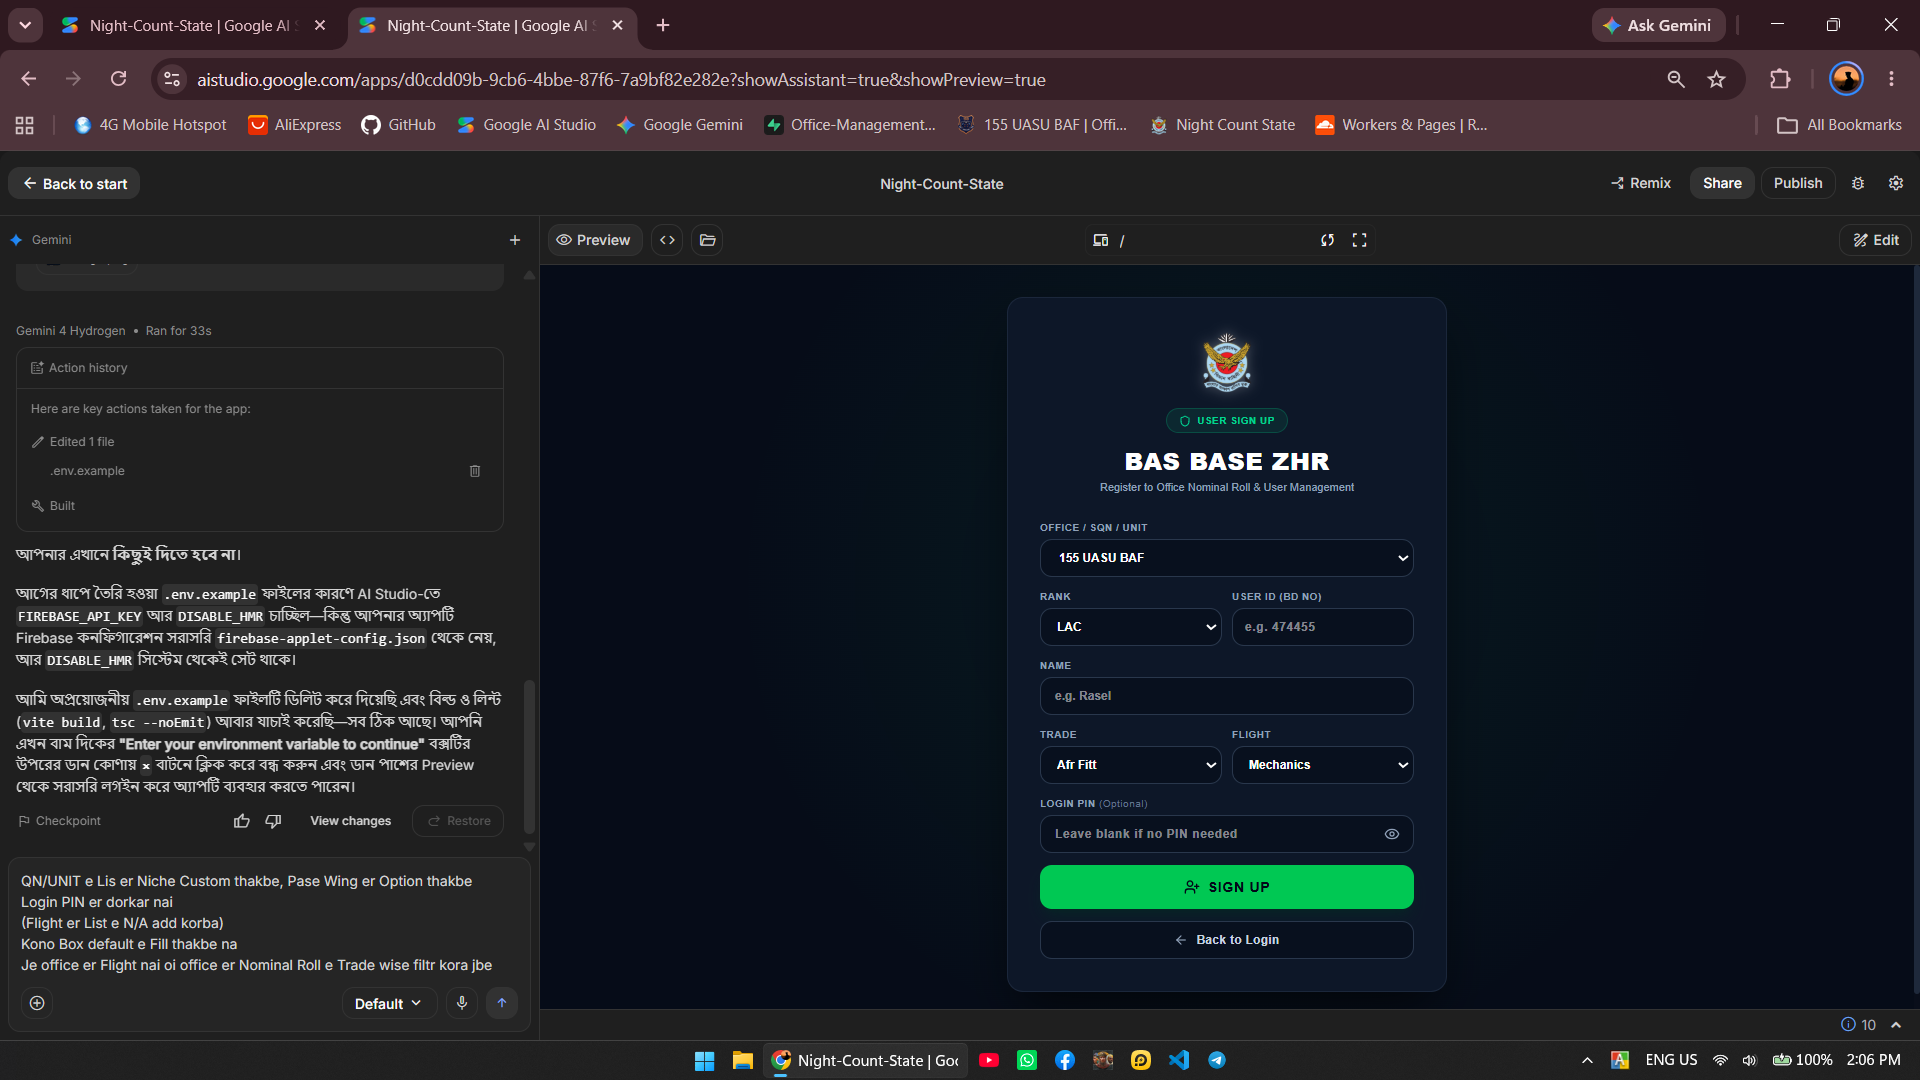 Night-Count-State | Google AI S
Night-Count-State | Google AI S
Ask Gemini
aistudio.google.com/apps/d0cdd09b-9cb6-4bbe-87f6-7a9bf82e282e?showAssistant=true&showPreview=true
4G Mobile Hotspot
AliExpress
GitHub
Google AI Studio
Google Gemini
Office-Management...
155 UASU BAF | Offi...
Night Count State
Workers & Pages | R...
All Bookmarks
Back to start
Night-Count-State
Remix
Share
Publish
Gemini
Preview
/
Edit
Gemini 4 Hydrogen • Ran for 33s
Action history
Here are key actions taken for the app:
Edited 1 file
.env.example
Built
আপনার এখানে কিছুই দিতে হবে না।
আগের ধাপে তৈরি হওয়া .env.example ফাইলের কারণে AI Studio-তে
FIREBASE_API_KEY আর DISABLE_HMR চাচ্ছিল—কিন্তু আপনার অ্যাপটি
Firebase কনফিগারেশন সরাসরি firebase-applet-config.json থেকে নেয়,
আর DISABLE_HMR সিস্টেম থেকেই সেট থাকে।
আমি অপ্রয়োজনীয় .env.example ফাইলটি ডিলিট করে দিয়েছি এবং বিল্ড ও লিন্ট
(vite build, tsc --noEmit) আবার যাচাই করেছি—সব ঠিক আছে। আপনি
এখন বাম দিকের "Enter your environment variable to continue" বক্সটির
উপরের ডান কোণায় × বাটনে ক্লিক করে বন্ধ করুন এবং ডান পাশের Preview
থেকে সরাসরি লগইন করে অ্যাপটি ব্যবহার করতে পারেন।
Checkpoint
View changes
Restore
QN/UNIT e Lis er Niche Custom thakbe, Pase Wing er Option thakbe
Login PIN er dorkar nai
(Flight er List e N/A add korba)
Kono Box default e Fill thakbe na
Je office er Flight nai oi office er Nominal Roll e Trade wise filtr kora jbe
Default
USER SIGN UP
BAS BASE ZHR
Register to Office Nominal Roll & User Management
OFFICE / SQN / UNIT
155 UASU BAF
RANK
USER ID (BD NO)
LAC
e.g. 474455
NAME
e.g. Rasel
TRADE
FLIGHT
Afr Fitt
Mechanics
LOGIN PIN (Optional)
Leave blank if no PIN needed
SIGN UP
Back to Login
10
Night-Count-State | Goo
ENG US
100%
2:06 PM